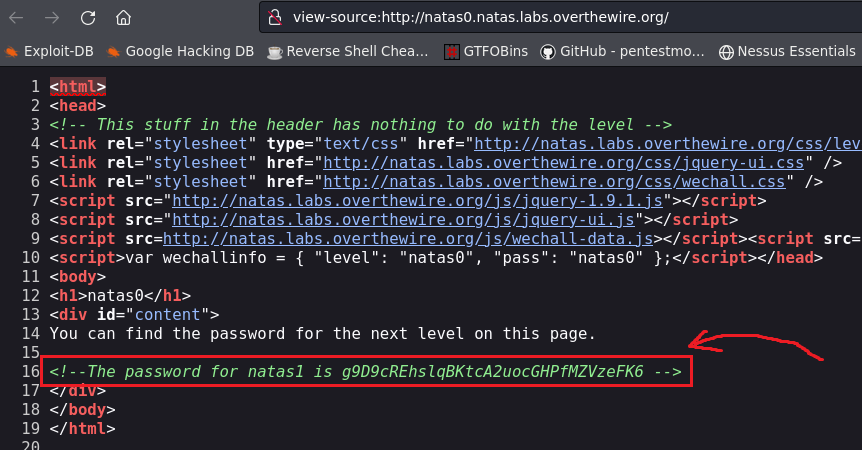 view-source:http://natas0.natas.labs.overthewire.org/
Exploit-DB Google Hacking DB Reverse Shell Chea… GTFOBins GitHub - pentestmo… Nessus Essentials
1 <html>
2 <head>
3 <!-- This stuff in the header has nothing to do with the level -->
4 <link rel="stylesheet" type="text/css" href="http://natas.labs.overthewire.org/css/lev
5 <link rel="stylesheet" href="http://natas.labs.overthewire.org/css/jquery-ui.css" />
6 <link rel="stylesheet" href="http://natas.labs.overthewire.org/css/wechall.css" />
7 <script src="http://natas.labs.overthewire.org/js/jquery-1.9.1.js"></script>
8 <script src="http://natas.labs.overthewire.org/js/jquery-ui.js"></script>
9 <script src=http://natas.labs.overthewire.org/js/wechall-data.js></script><script src=
10 <script>var wechallinfo = { "level": "natas0", "pass": "natas0" };</script></head>
11 <body>
12 <h1>natas0</h1>
13 <div id="content">
14 You can find the password for the next level on this page.
15
16 <!--The password for natas1 is g9D9cREhslqBKtcA2uocGHPfMZVzeFK6 -->
17 </div>
18 </body>
19 </html>
20